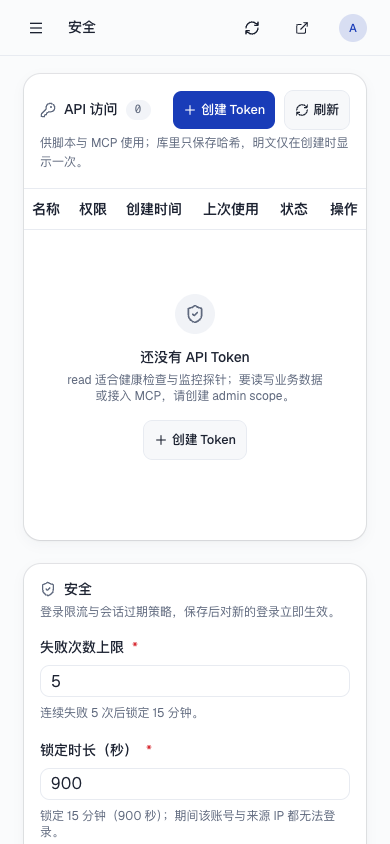 安全
A
API 访问 0
创建 Token
刷新
供脚本与 MCP 使用；库里只保存哈希，明文仅在创建时显
示一次。
名称 权限 创建时间 上次使用 状态 操作
还没有 API Token
read 适合健康检查与监控探针；要读写业务数据
或接入 MCP，请创建 admin scope。
创建 Token
安全
登录限流与会话过期策略，保存后对新的登录立即生效。
失败次数上限 *
5
连续失败 5 次后锁定 15 分钟。
锁定时长（秒） *
900
锁定 15 分钟（900 秒）；期间该账号与来源 IP 都无法登
录。